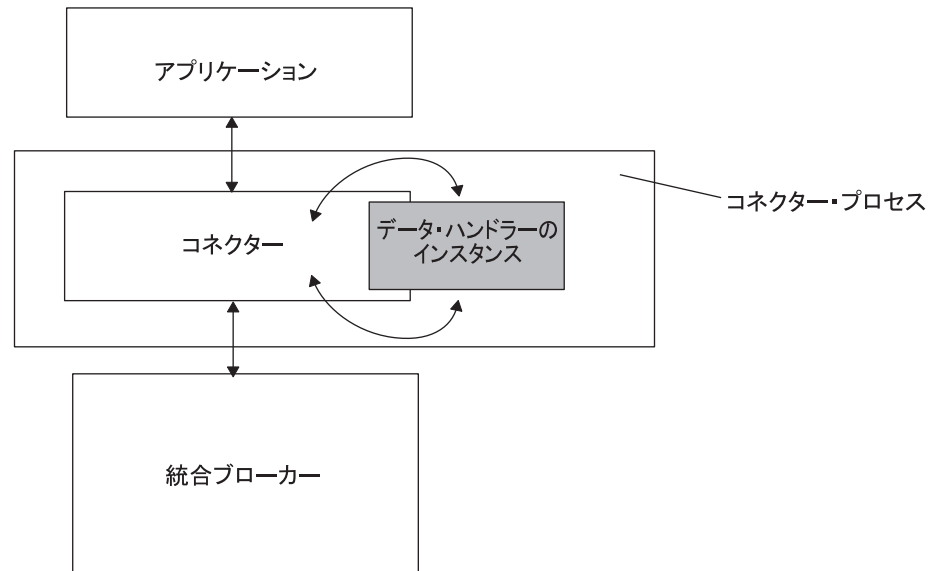 アプリケーション
コネクター・プロセス
コネクター
データ・ハンドラーの
インスタンス
統合ブローカー